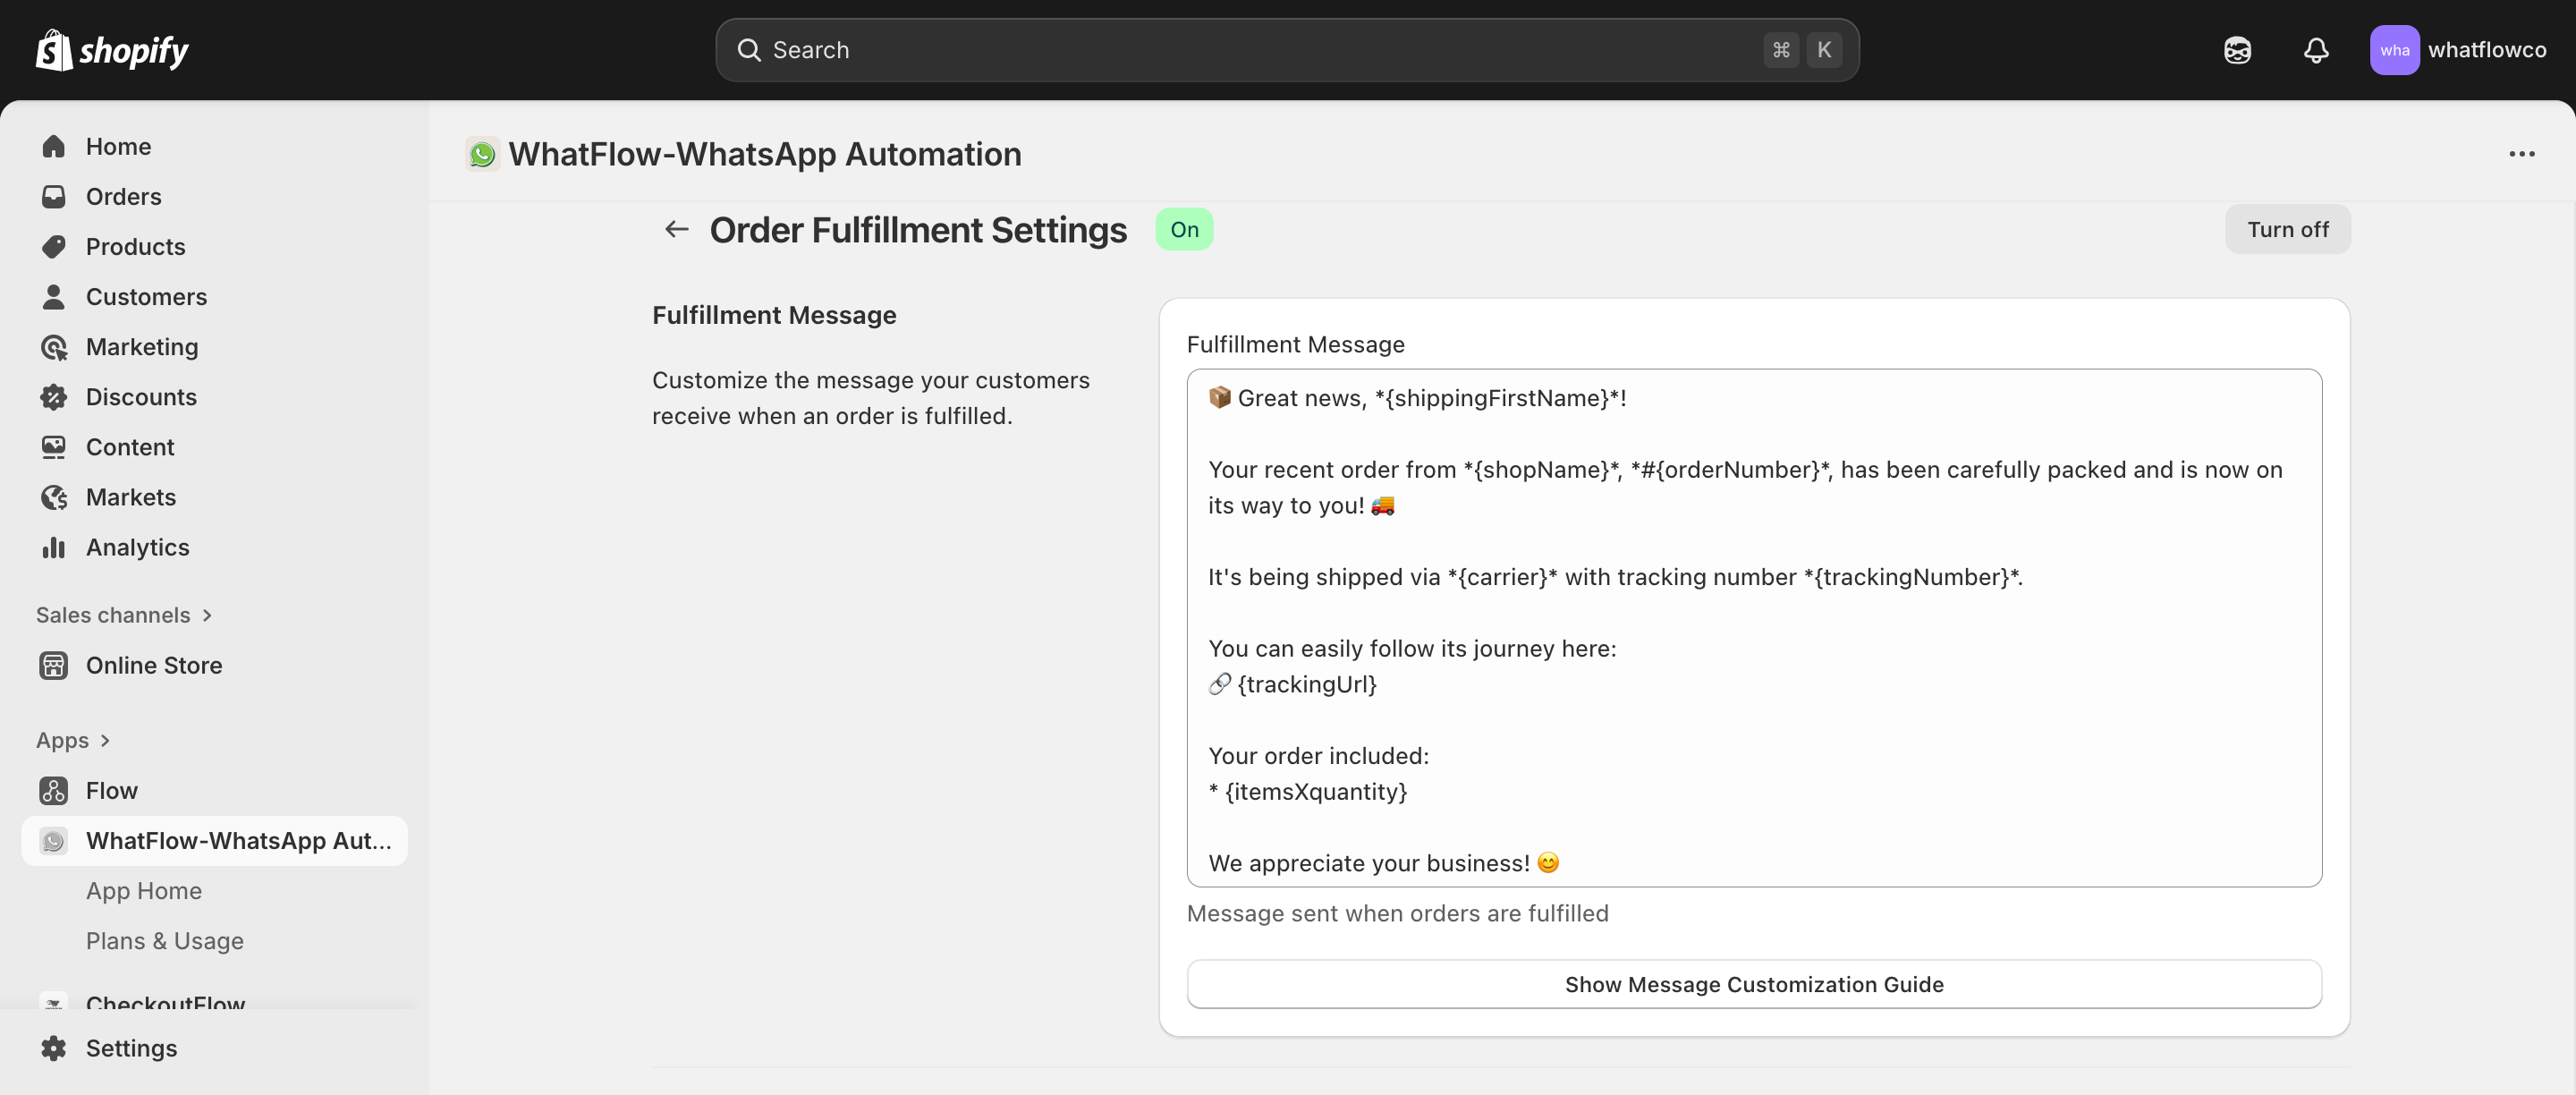 shopify
Search
⌘ K
wha
whatflowco
Home
Orders
Products
Customers
Marketing
Discounts
Content
Markets
Analytics
Sales channels
Online Store
Apps
Flow
WhatFlow-WhatsApp Aut...
App Home
Plans & Usage
CheckoutFlow
Settings
WhatFlow-WhatsApp Automation
Order Fulfillment Settings
On
Turn off
Fulfillment Message
Customize the message your customers
receive when an order is fulfilled.
Fulfillment Message
📦 Great news, *{shippingFirstName}*!
Your recent order from *{shopName}*, *#{orderNumber}*, has been carefully packed and is now on
its way to you! 🚚
It's being shipped via *{carrier}* with tracking number *{trackingNumber}*.
You can easily follow its journey here:
🔗 {trackingUrl}
Your order included:
* {itemsXquantity}
We appreciate your business! 😊
Message sent when orders are fulfilled
Show Message Customization Guide